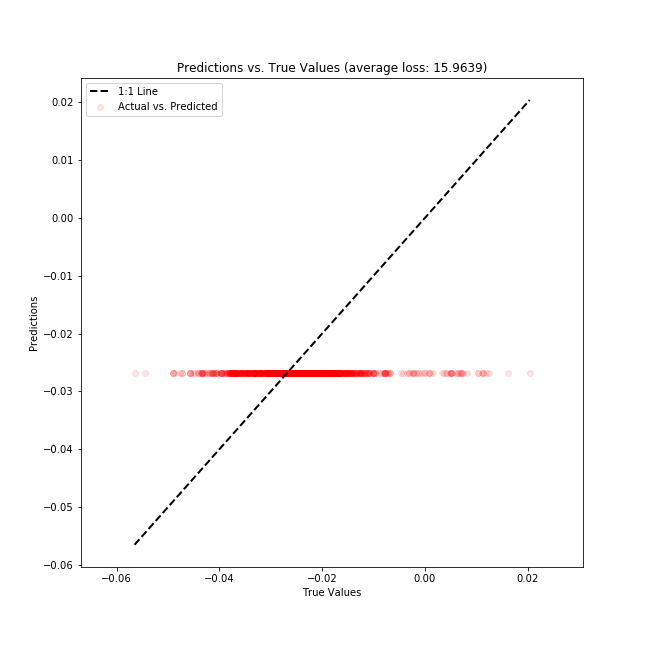 Predictions vs. True Values (average loss: 15.9639)
1:1 Line
Actual vs. Predicted
0.02
0.01
0.00
−0.01
−0.02
−0.03
−0.04
−0.05
−0.06
Predictions
−0.06
−0.04
−0.02
0.00
0.02
True Values